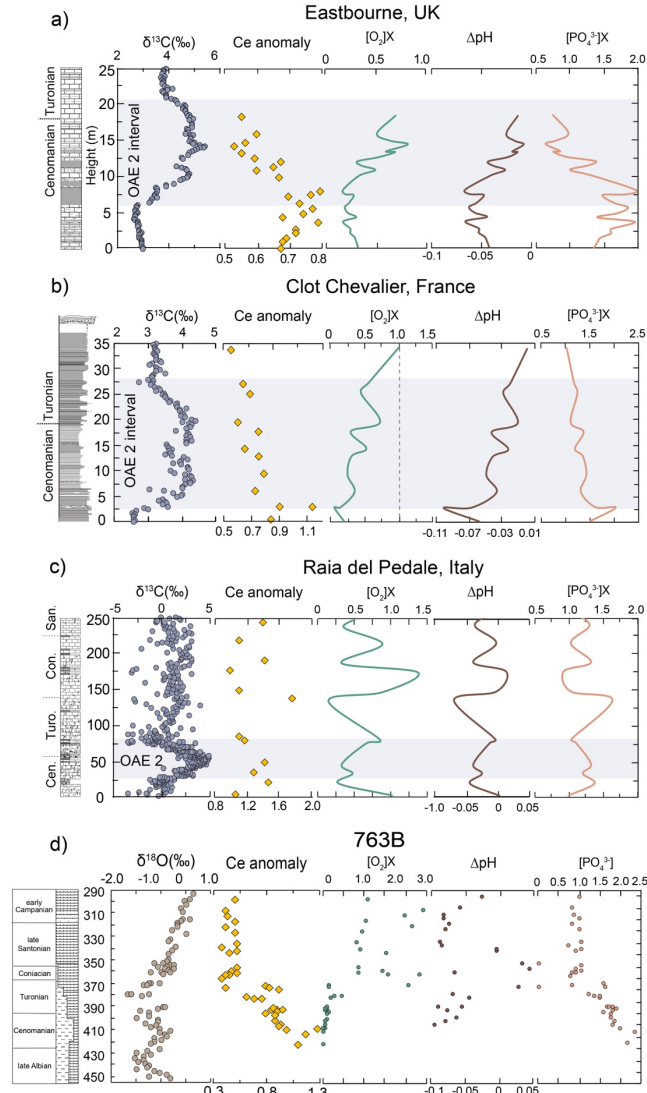 a) Eastbourne, UK
δ13C(‰) Ce anomaly [O2]X ΔpH [PO43-]X
2 4 6 0 0.5 1.0 0.5 1.0 1.5 2.0
25
20
15
10
5
0
Height (m)
Cenomanian Turonian
OAE 2 interval
0.5 0.6 0.7 0.8 -0.1 -0.05 0
b) Clot Chevalier, France
δ13C(‰) Ce anomaly [O2]X ΔpH [PO43-]X
2 3 4 5 0 0.5 1.0 1.5 0.5 1.0 1.5 2.0 2.5
35
30
25
20
15
10
5
0
Cenomanian Turonian
OAE 2 interval
0.5 0.7 0.9 1.1 -0.11 -0.07 -0.03 0.01
c) Raia del Pedale, Italy
δ13C(‰) Ce anomaly [O2]X ΔpH [PO43-]X
-5 0 5 0 0.5 1.0 1.5 0.5 1.0 1.5 2.0
250
200
150
100
50
0
San.
Con.
Turo.
Cen.
OAE 2
0.8 1.2 1.6 2.0 -1.0 -0.05 0 0.05
d) 763B
δ18O(‰) Ce anomaly [O2]X ΔpH [PO43-]
-2.0 -1.0 0 1.0 0 1.0 2.0 3.0 0 0.5 1.0 1.5 2.0 2.5
290
310
330
350
370
390
410
430
450
early
Campanian
late
Santonian
Coniacian
Turonian
Cenomanian
late Albian
0.3 0.8 1.3 -0.1 -0.05 0 0.05